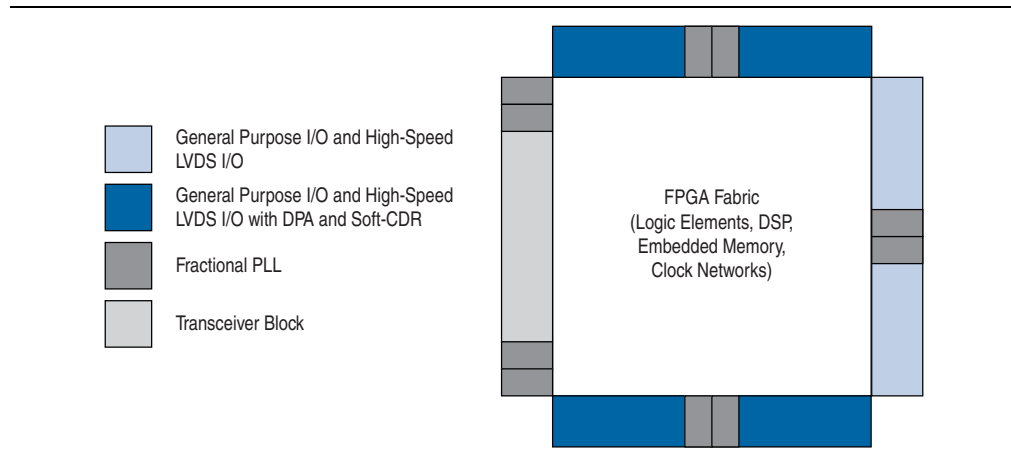 General Purpose I/O and High-Speed
LVDS I/O
General Purpose I/O and High-Speed
LVDS I/O with DPA and Soft-CDR
Fractional PLL
Transceiver Block
FPGA Fabric
(Logic Elements, DSP,
Embedded Memory,
Clock Networks)